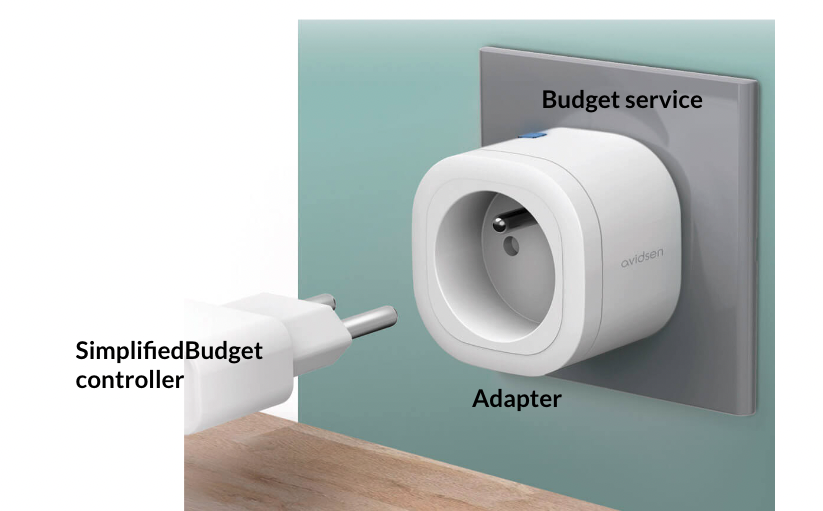 Budget service
avidsen
SimplifiedBudget
controller
Adapter